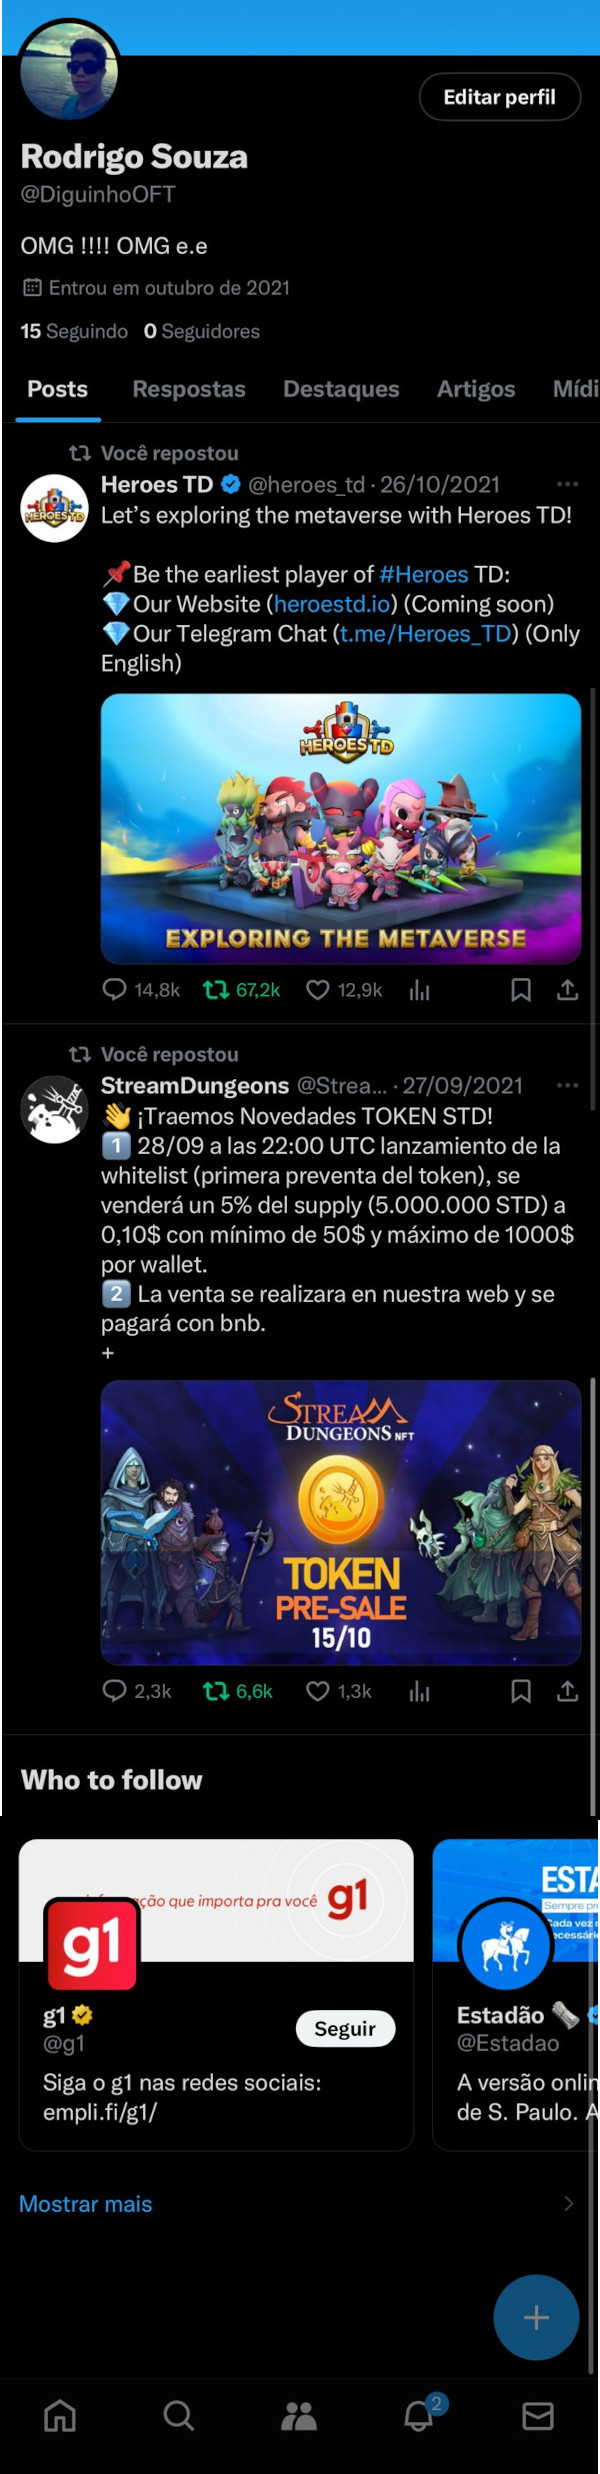 Editar perfil
Rodrigo Souza
@DiguinhoOFT
OMG !!!! OMG e.e
Entrou em outubro de 2021
15 Seguindo 0 Seguidores
Posts Respostas Destaques Artigos Mídi
Você repostou
Heroes TD @heroes_td · 26/10/2021
Let's exploring the metaverse with Heroes TD!
📌Be the earliest player of #Heroes TD:
💎Our Website (heroestd.io) (Coming soon)
💎Our Telegram Chat (t.me/Heroes_TD) (Only
English)
HEROES TD
EXPLORING THE METAVERSE
14,8k 67,2k 12,9k
Você repostou
StreamDungeons @Strea... · 27/09/2021
👋 ¡Traemos Novedades TOKEN STD!
1️⃣ 28/09 a las 22:00 UTC lanzamiento de la
whitelist (primera preventa del token), se
venderá un 5% del supply (5.000.000 STD) a
0,10$ con mínimo de 50$ y máximo de 1000$
por wallet.
2️⃣ La venta se realizara en nuestra web y se
pagará con bnb.
+
STREAM
DUNGEONS NFT
TOKEN
PRE-SALE
15/10
2,3k 6,6k 1,3k
Who to follow
ção que importa pra você g1
ESTA
Sempre pr
Cada vez
g1
g1
@g1
Seguir
Siga o g1 nas redes sociais:
empli.fi/g1/
Estadão 🗞️
@Estadao
A versão onlin
de S. Paulo. A
Mostrar mais
2